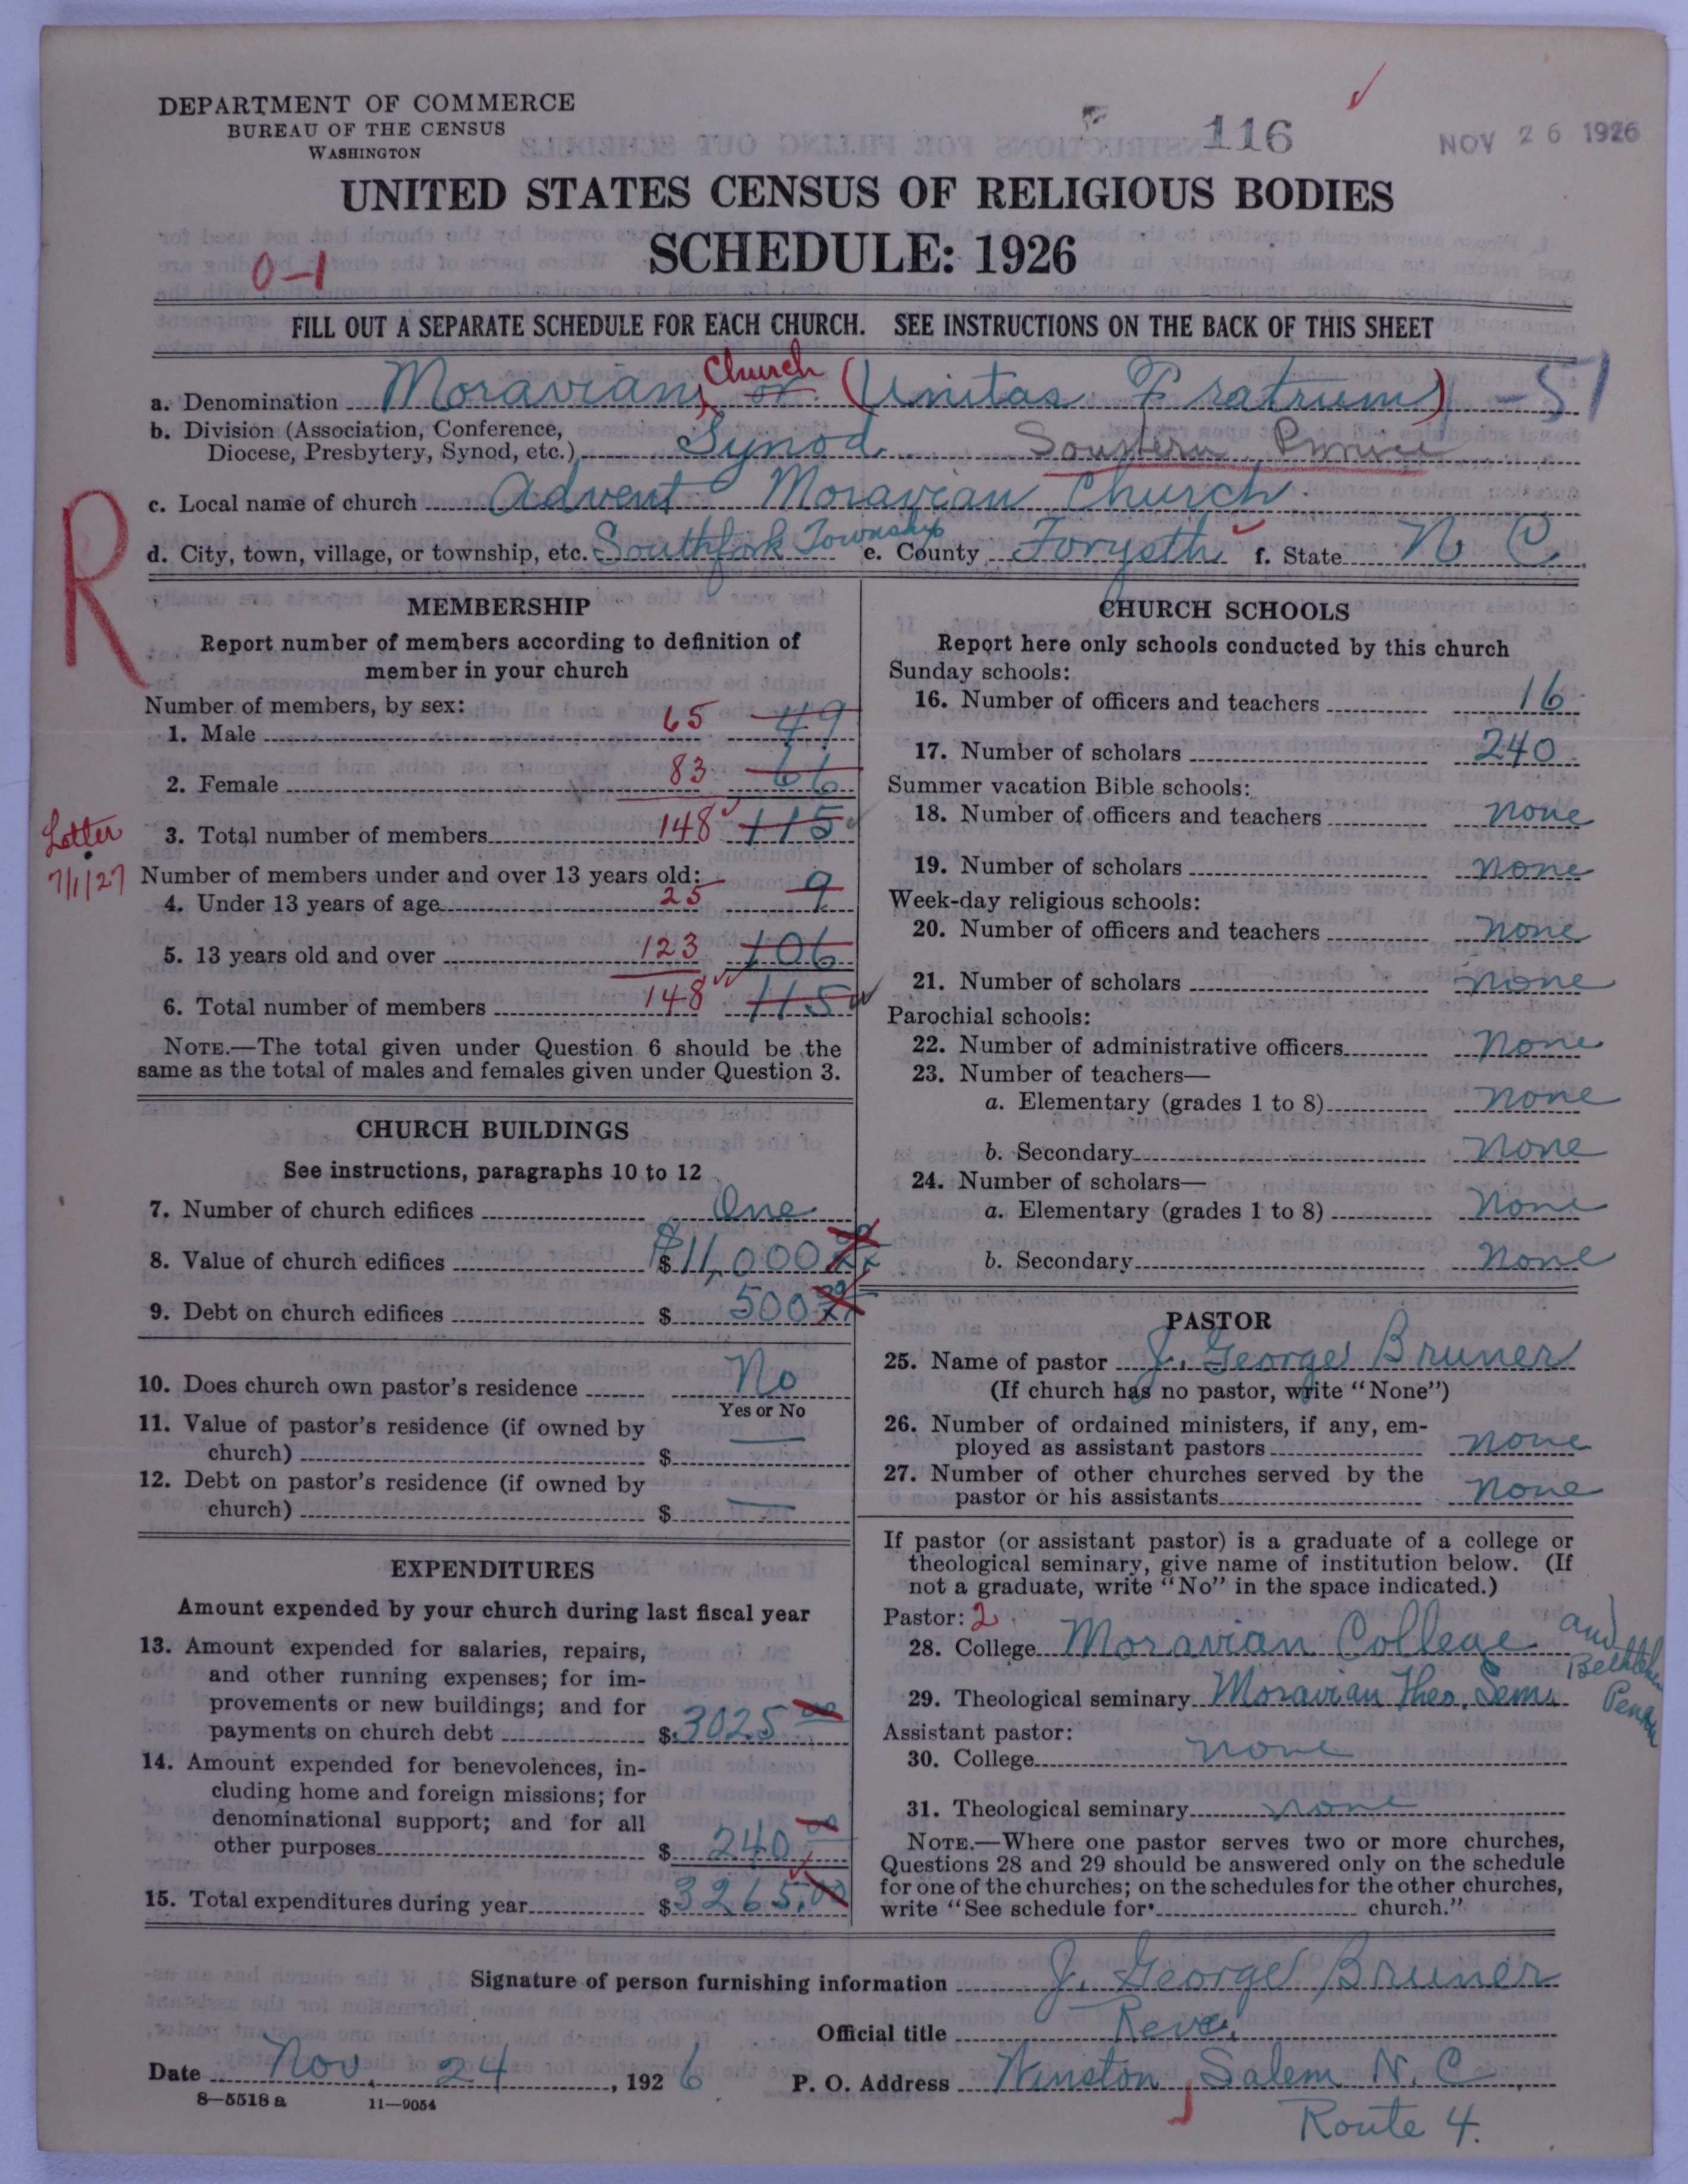 DEPARTMENT OF COMMERCE
BUREAU OF THE CENSUS
WASHINGTON
116
NOV 26 1926
UNITED STATES CENSUS OF RELIGIOUS BODIES
SCHEDULE: 1926
0-1
FILL OUT A SEPARATE SCHEDULE FOR EACH CHURCH. SEE INSTRUCTIONS ON THE BACK OF THIS SHEET
a. Denomination Moravian Church or (Unitas Fratrum) -51
b. Division (Association, Conference,
Diocese, Presbytery, Synod, etc.) Synod Southern Province
c. Local name of church Advent Moravian Church
d. City, town, village, or township, etc. Southfork Township e. County Forsyth f. State N. C.
R
MEMBERSHIP
Report number of members according to definition of
member in your church
Number of members, by sex:
1. Male 65 49
2. Female 83 66
3. Total number of members 148 115
Letter
7/1/27
Number of members under and over 13 years old:
4. Under 13 years of age 25 9
5. 13 years old and over 123 106
6. Total number of members 148 115
NOTE.—The total given under Question 6 should be the
same as the total of males and females given under Question 3.
CHURCH BUILDINGS
See instructions, paragraphs 10 to 12
7. Number of church edifices One
8. Value of church edifices $ $11,000
9. Debt on church edifices $ 500
10. Does church own pastor's residence No
Yes or No
11. Value of pastor's residence (if owned by
church) $ —
12. Debt on pastor's residence (if owned by
church) $ —
EXPENDITURES
Amount expended by your church during last fiscal year
13. Amount expended for salaries, repairs,
and other running expenses; for im-
provements or new buildings; and for
payments on church debt $ 3025 00
14. Amount expended for benevolences, in-
cluding home and foreign missions; for
denominational support; and for all
other purposes $ 240 00
15. Total expenditures during year $ 3265.00
CHURCH SCHOOLS
Report here only schools conducted by this church
Sunday schools:
16. Number of officers and teachers 16
17. Number of scholars 240
Summer vacation Bible schools:
18. Number of officers and teachers none
19. Number of scholars none
Week-day religious schools:
20. Number of officers and teachers none
21. Number of scholars none
Parochial schools:
22. Number of administrative officers none
23. Number of teachers—
a. Elementary (grades 1 to 8) none
b. Secondary none
24. Number of scholars—
a. Elementary (grades 1 to 8) none
b. Secondary none
PASTOR
25. Name of pastor J. George Bruner
(If church has no pastor, write "None")
26. Number of ordained ministers, if any, em-
ployed as assistant pastors none
27. Number of other churches served by the
pastor or his assistants none
If pastor (or assistant pastor) is a graduate of a college or
theological seminary, give name of institution below. (If
not a graduate, write "No" in the space indicated.)
Pastor: 2
28. College Moravian College and
29. Theological seminary Moravian Theo. Sem. Bethlehem
Assistant pastor:
30. College none
31. Theological seminary none
NOTE.—Where one pastor serves two or more churches,
Questions 28 and 29 should be answered only on the schedule
for one of the churches; on the schedules for the other churches,
write "See schedule for church."
Signature of person furnishing information J. George Bruner
Official title Rev.
Date Nov. 24, 1926 P. O. Address Winston Salem N. C.
8—5518a 11—9054
Route 4.